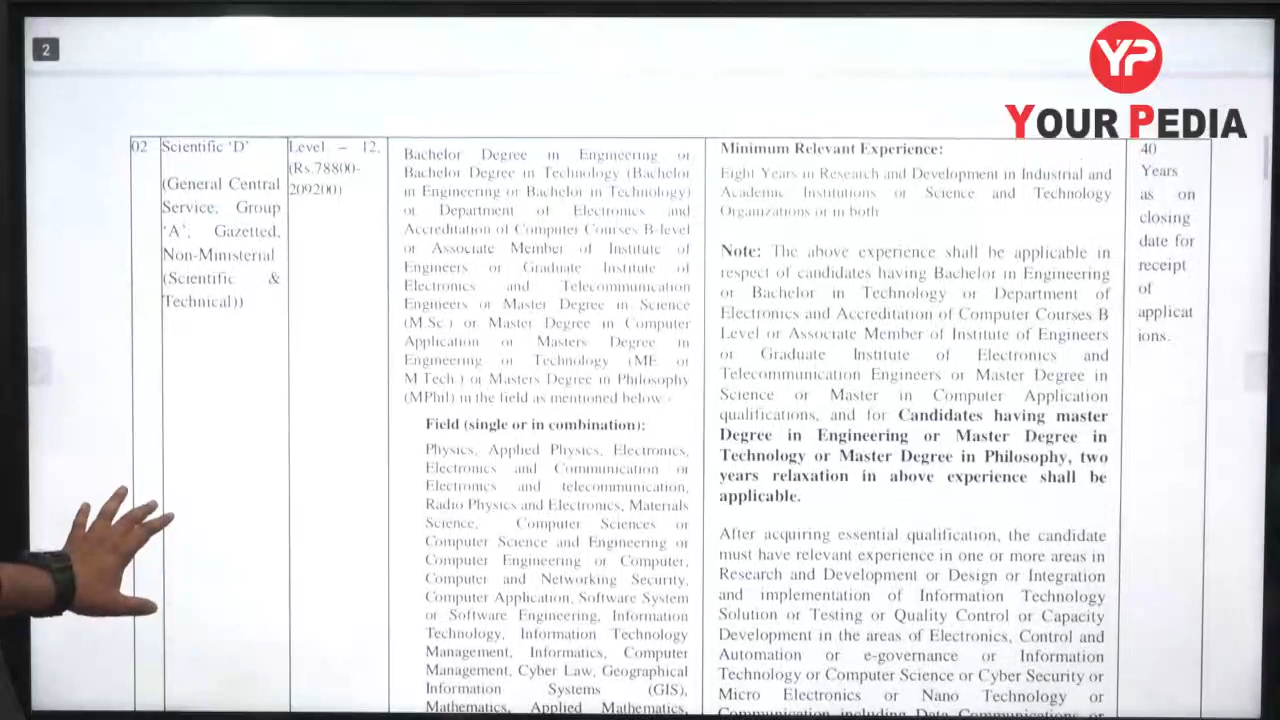 2
YP
YOUR PEDIA
02
Scientific 'D'
(General Central
Service, Group
'A', Gazetted,
Non-Ministerial
(Scientific &
Technical))
Level – 12,
(Rs.78800-
209200)
Bachelor Degree in Engineering or
Bachelor Degree in Technology (Bachelor
in Engineering or Bachelor in Technology)
or Department of Electronics and
Accreditation of Computer Courses B-level
or Associate Member of Institute of
Engineers or Graduate Institute of
Electronics and Telecommunication
Engineers or Master Degree in Science
(M.Sc.) or Master Degree in Computer
Application or Masters Degree in
Engineering or Technology (ME or
M.Tech.) or Masters Degree in Philosophy
(MPhil) in the field as mentioned below :
Field (single or in combination):
Physics, Applied Physics, Electronics,
Electronics and Communication or
Electronics and telecommunication,
Radio Physics and Electronics, Materials
Science, Computer Sciences or
Computer Science and Engineering or
Computer Engineering or Computer,
Computer and Networking Security,
Computer Application, Software System
or Software Engineering, Information
Technology, Information Technology
Management, Informatics, Computer
Management, Cyber Law, Geographical
Information Systems (GIS),
Mathematics, Applied Mathematics,
Minimum Relevant Experience:
Eight Years in Research and Development in Industrial and
Academic Institutions or Science and Technology
Organizations or in both
Note: The above experience shall be applicable in
respect of candidates having Bachelor in Engineering
or Bachelor in Technology or Department of
Electronics and Accreditation of Computer Courses B
Level or Associate Member of Institute of Engineers
or Graduate Institute of Electronics and
Telecommunication Engineers or Master Degree in
Science or Master in Computer Application
qualifications, and for Candidates having master
Degree in Engineering or Master Degree in
Technology or Master Degree in Philosophy, two
years relaxation in above experience shall be
applicable.
After acquiring essential qualification, the candidate
must have relevant experience in one or more areas in
Research and Development or Design or Integration
and implementation of Information Technology
Solution or Testing or Quality Control or Capacity
Development in the areas of Electronics, Control and
Automation or e-governance or Information
Technology or Computer Science or Cyber Security or
Micro Electronics or Nano Technology or
Communication including Data Communications or
40
Years
as on
closing
date for
receipt
of
applicat
ions.